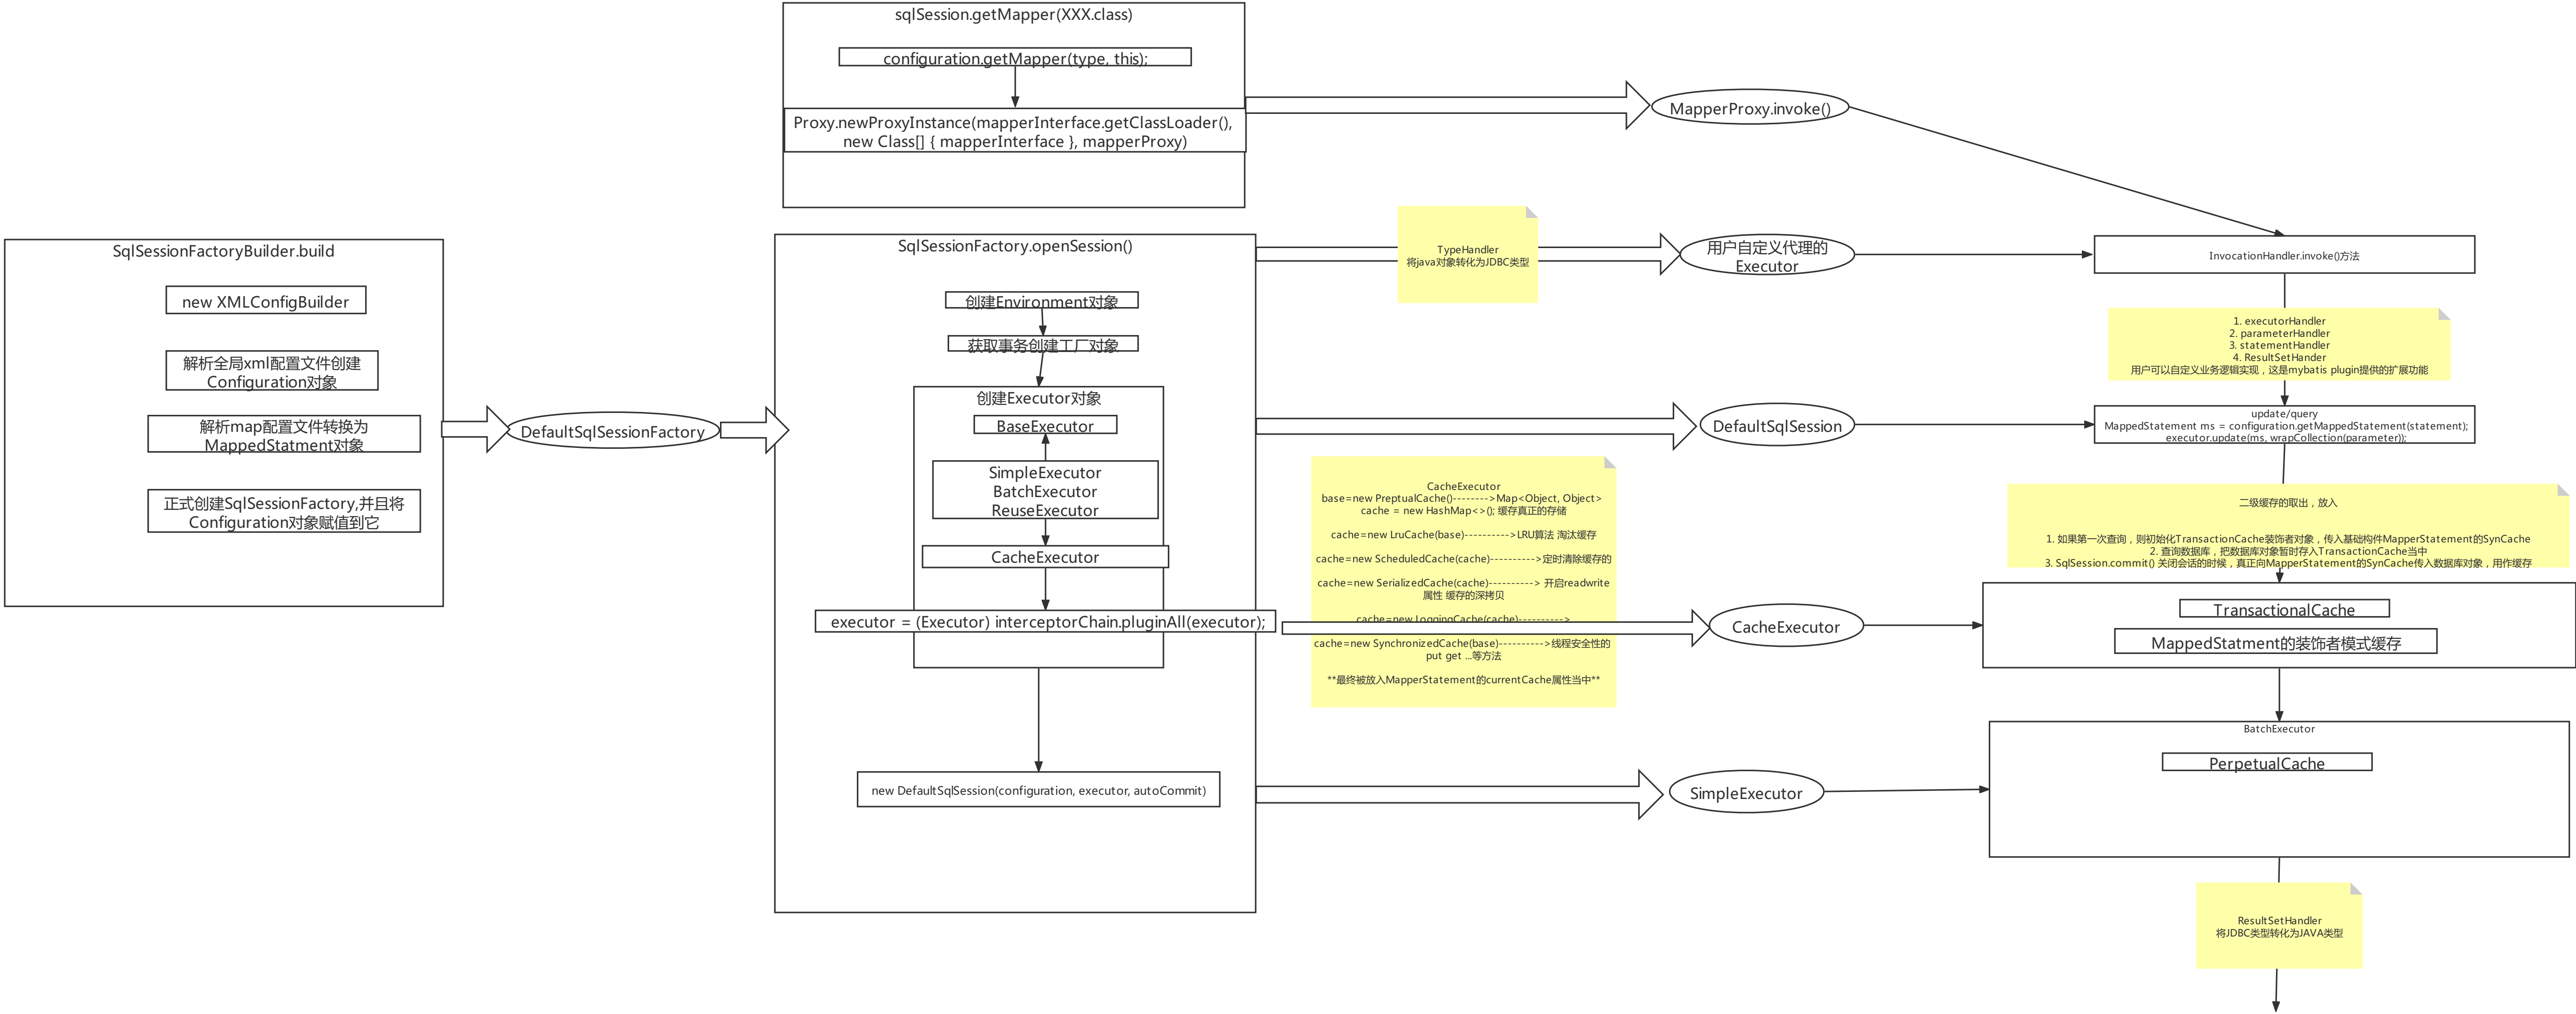 sqlSession.getMapper(XXX.class)
configuration.getMapper(type, this);
Proxy.newProxyInstance(mapperInterface.getClassLoader(),
new Class[] { mapperInterface }, mapperProxy)
MapperProxy.invoke()
SqlSessionFactoryBuilder.build
new XMLConfigBuilder
解析全局xml配置文件创建
Configuration对象
解析map配置文件转换为
MappedStatment对象
正式创建SqlSessionFactory,并且将
Configuration对象赋值到它
DefaultSqlSessionFactory
SqlSessionFactory.openSession()
创建Environment对象
获取事务创建工厂对象
创建Executor对象
BaseExecutor
SimpleExecutor
BatchExecutor
ReuseExecutor
CacheExecutor
executor = (Executor) interceptorChain.pluginAll(executor);
new DefaultSqlSession(configuration, executor, autoCommit)
TypeHandler
将java对象转化为JDBC类型
用户自定义代理的
Executor
DefaultSqlSession
CacheExecutor
base=new PreptualCache()-------->Map<Object, Object>
cache = new HashMap<>(); 缓存真正的存储
cache=new LruCache(base)---------->LRU算法 淘汰缓存
cache=new ScheduledCache(cache)---------->定时清除缓存的
cache=new SerializedCache(cache)----------> 开启readwrite
属性 缓存的深拷贝
cache=new LoggingCache(cache)---------->
cache=new SynchronizedCache(base)---------->线程安全性的
put get ...等方法
**最终被放入MapperStatement的currentCache属性当中**
CacheExecutor
SimpleExecutor
InvocationHandler.invoke()方法
1. executorHandler
2. parameterHandler
3. statementHandler
4. ResultSetHander
用户可以自定义业务逻辑实现，这是mybatis plugin提供的扩展功能
update/query
MappedStatement ms = configuration.getMappedStatement(statement);
executor.update(ms, wrapCollection(parameter));
二级缓存的取出，放入
1. 如果第一次查询，则初始化TransactionCache装饰者对象，传入基础构件MapperStatement的SynCache
2. 查询数据库，把数据库对象暂时存入TransactionCache当中
3. SqlSession.commit() 关闭会话的时候，真正向MapperStatement的SynCache传入数据库对象，用作缓存
TransactionalCache
MappedStatment的装饰者模式缓存
BatchExecutor
PerpetualCache
ResultSetHandler
将JDBC类型转化为JAVA类型